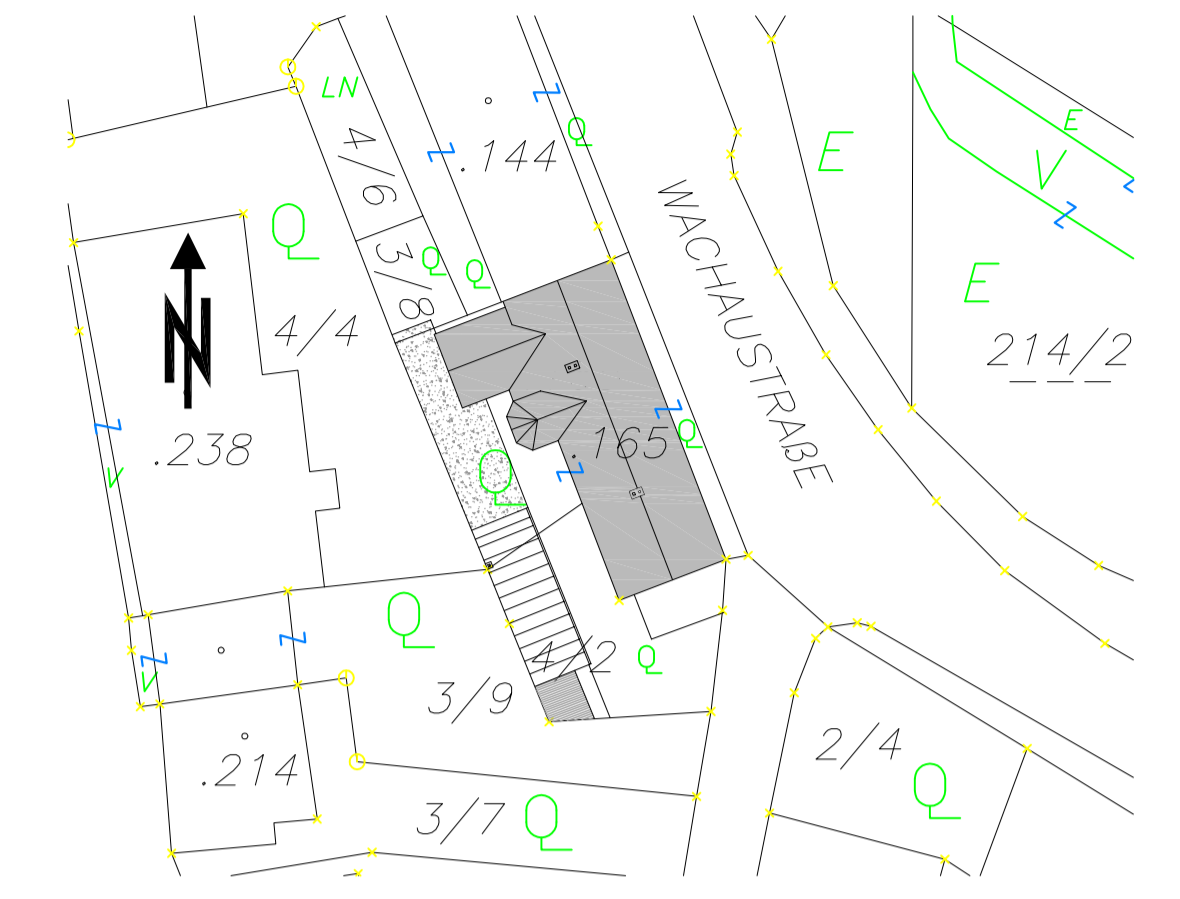 LN
4/6
.144
Q
E
E
V
Q
3/8
Q
Q
WACHAUSTRAßE
E
N
4/4
214/2
.238
.165
Q
V
Q
Q
4/2
Q
V
3/9
.214
2/4
Q
3/7
Q